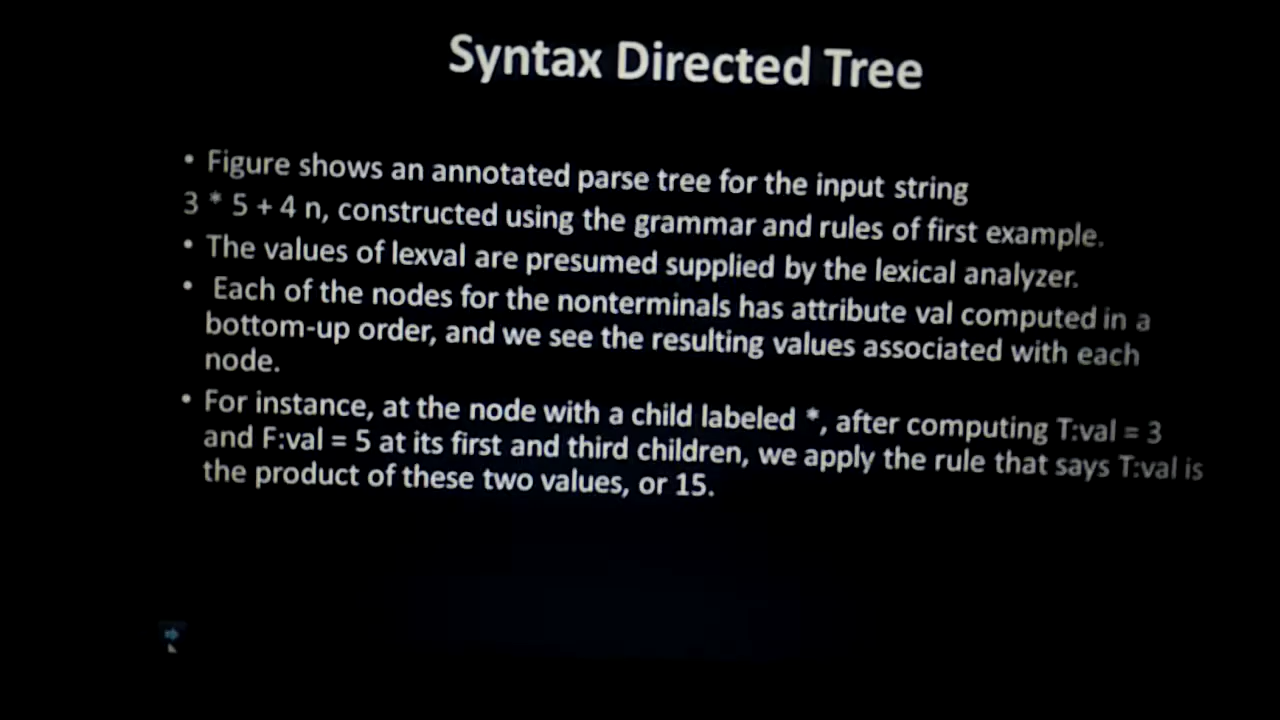 Syntax Directed Tree
• Figure shows an annotated parse tree for the input string
3 * 5 + 4 n, constructed using the grammar and rules of first example.
• The values of lexval are presumed supplied by the lexical analyzer.
• Each of the nodes for the nonterminals has attribute val computed in a
bottom-up order, and we see the resulting values associated with each
node.
• For instance, at the node with a child labeled *, after computing T:val = 3
and F:val = 5 at its first and third children, we apply the rule that says T:val is
the product of these two values, or 15.